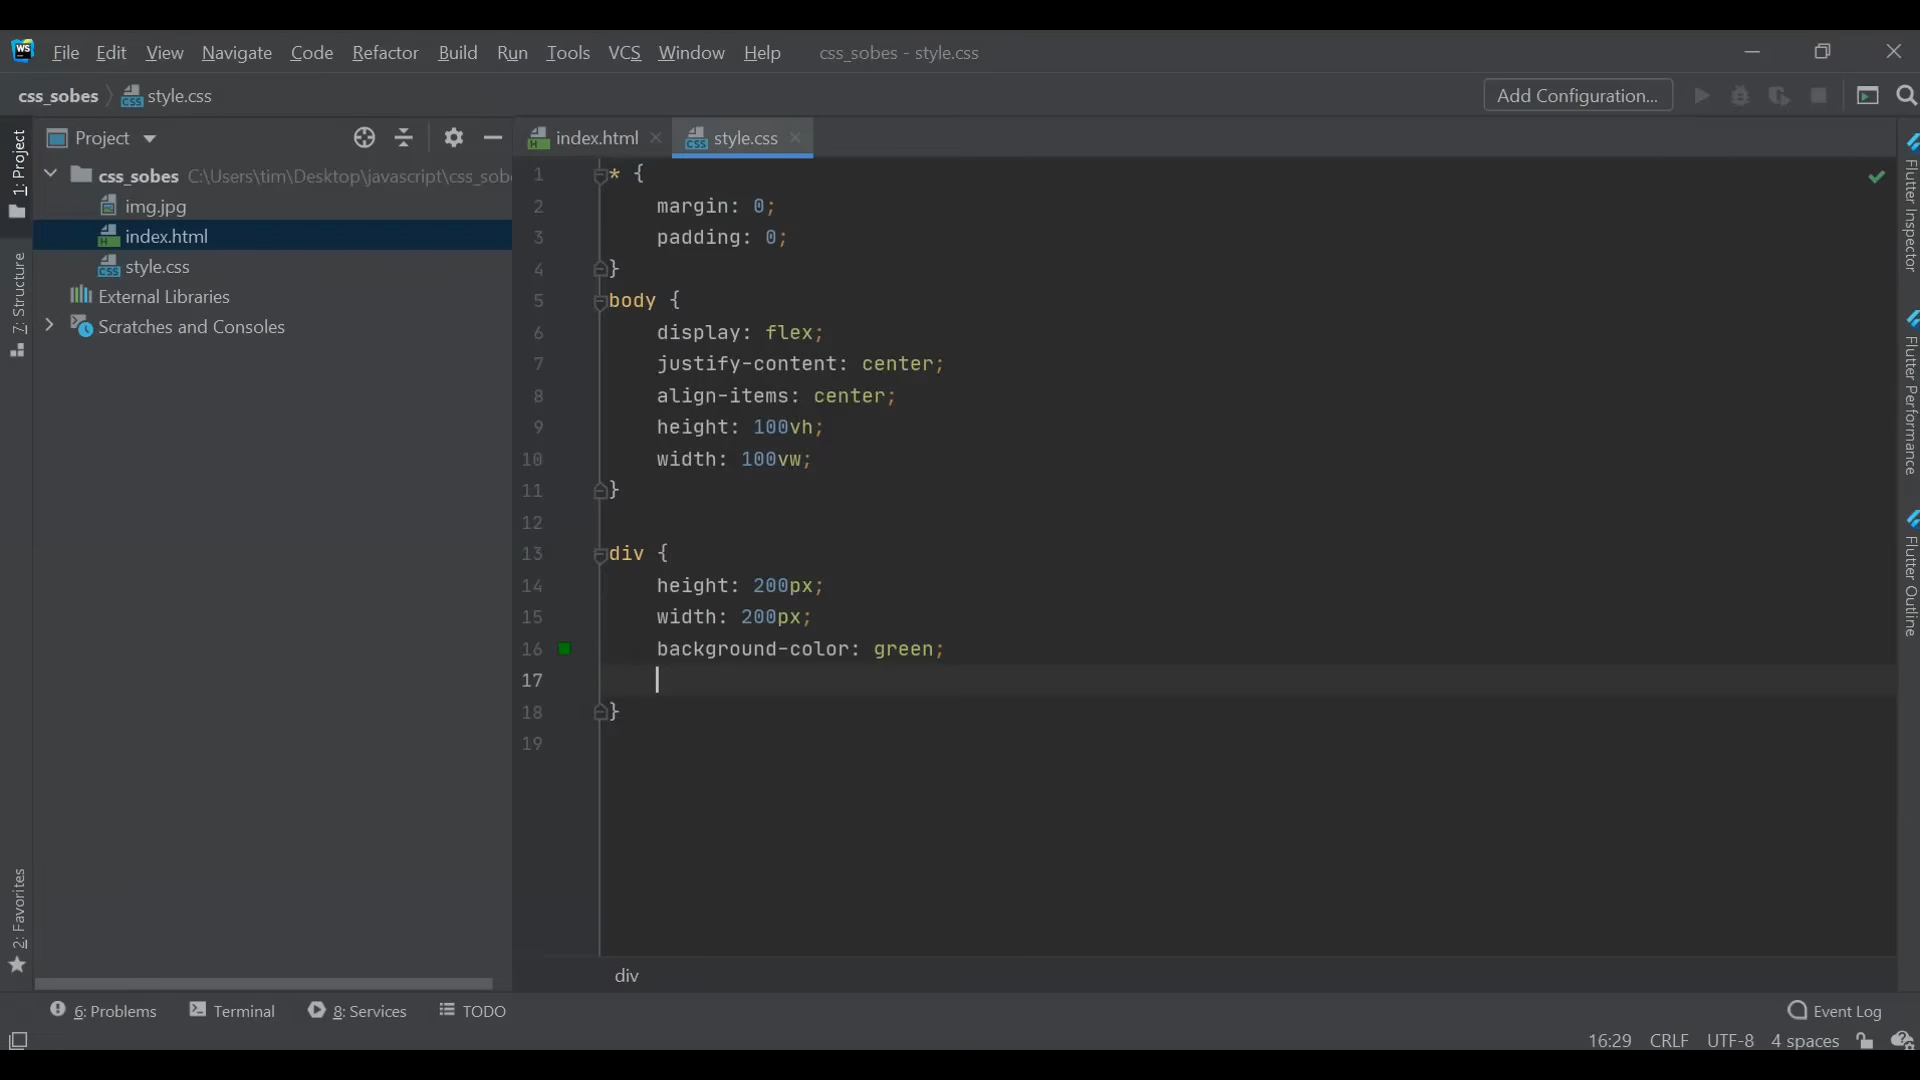 WS File Edit View Navigate Code Refactor Build Run Tools VCS Window Help css_sobes - style.css
css_sobes style.css Add Configuration...
1: Project
7: Structure
2: Favorites
Project
css_sobes C:\Users\tim\Desktop\javascript\css_sob
img.jpg
index.html
style.css
External Libraries
Scratches and Consoles
index.html style.css
1 * {
2 margin: 0;
3 padding: 0;
4 }
5 body {
6 display: flex;
7 justify-content: center;
8 align-items: center;
9 height: 100vh;
10 width: 100vw;
11 }
12
13 div {
14 height: 200px;
15 width: 200px;
16 background-color: green;
17
18 }
19
div
Flutter Inspector
Flutter Performance
Flutter Outline
6: Problems Terminal 8: Services TODO Event Log
16:29 CRLF UTF-8 4 spaces